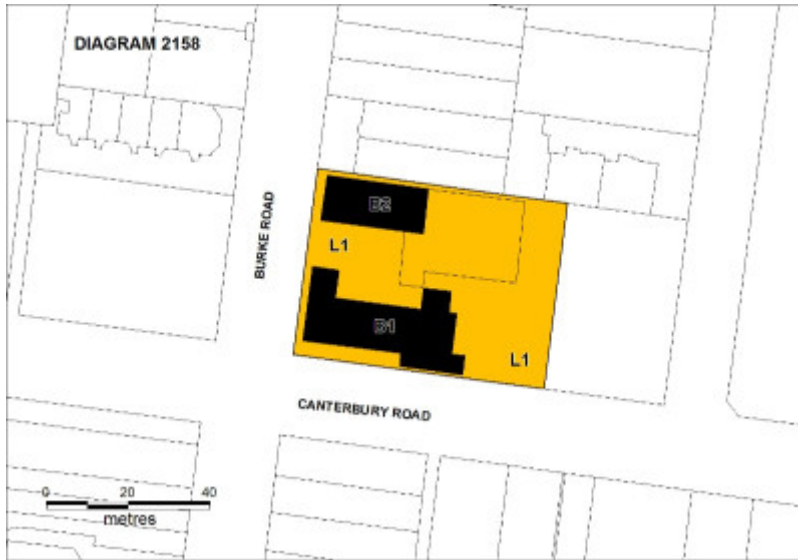 DIAGRAM 2158
BURKE ROAD
B2
L1
B1
L1
CANTERBURY ROAD
0 20 40
metres